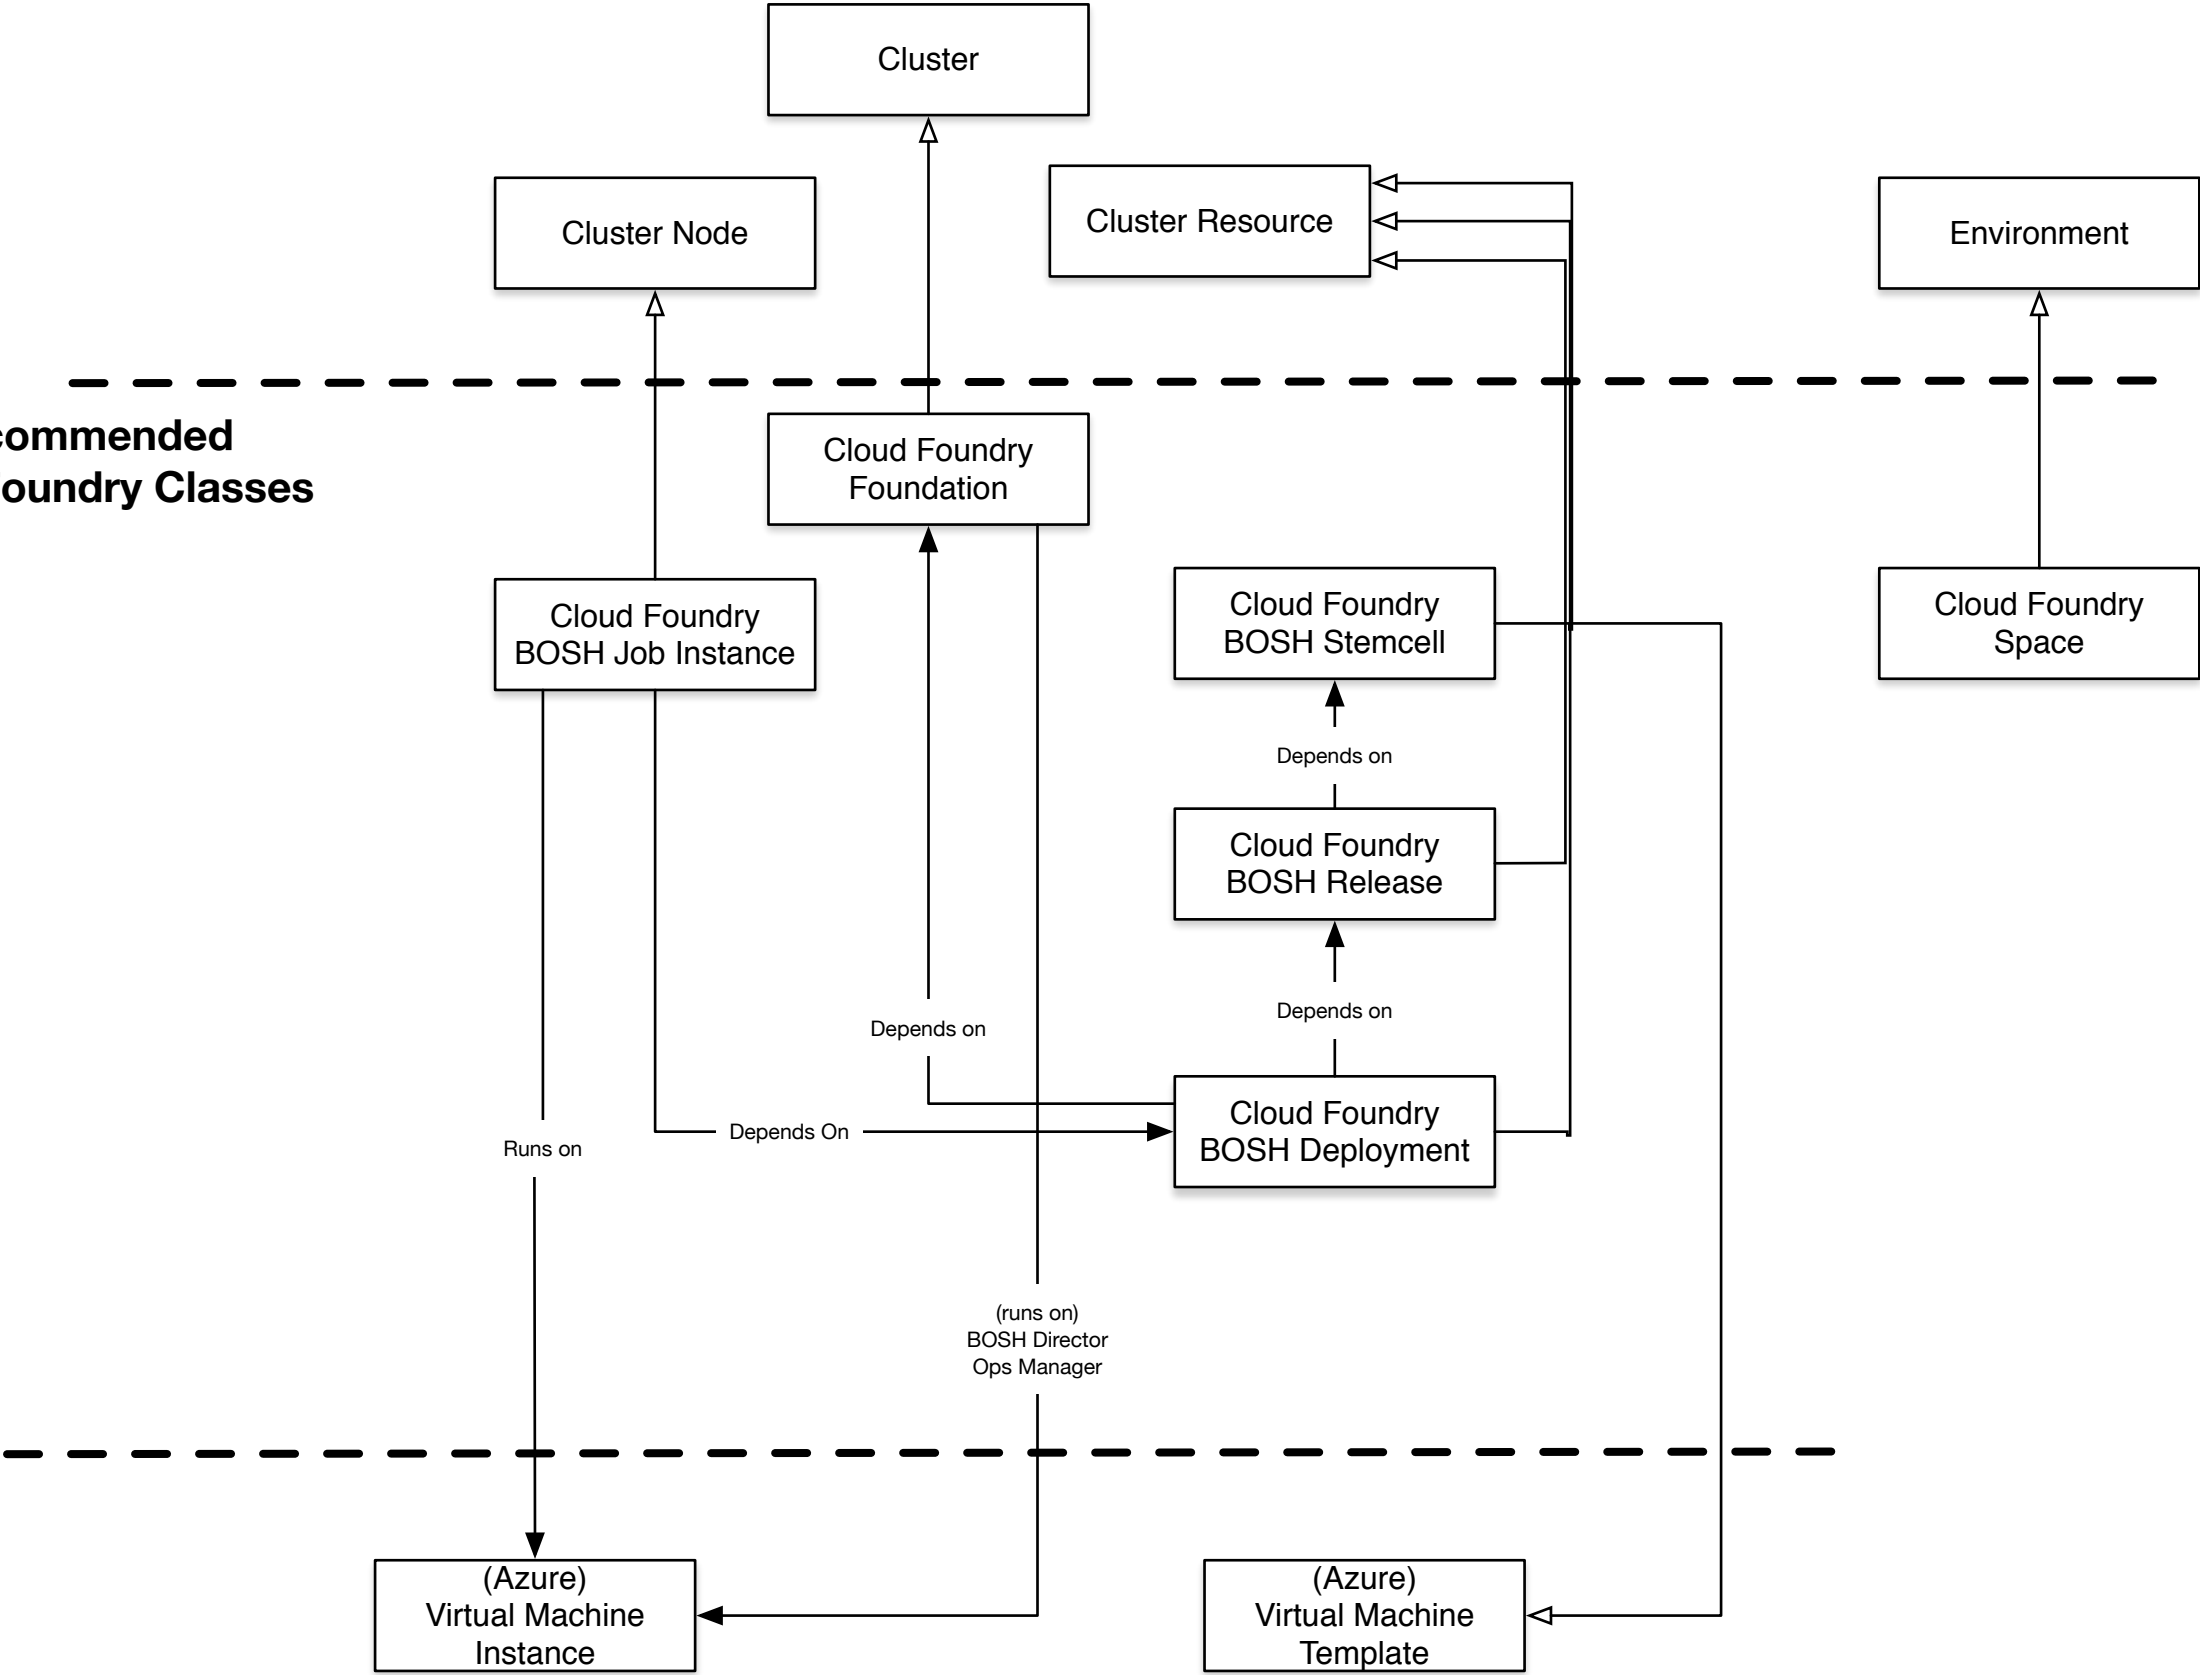 Cluster
Cluster Node
Cluster Resource
Environment
commended
oundry Classes
Cloud Foundry
Foundation
Cloud Foundry
BOSH Job Instance
Cloud Foundry
BOSH Stemcell
Cloud Foundry
Space
Depends on
Cloud Foundry
BOSH Release
Depends on
Depends on
Cloud Foundry
BOSH Deployment
Depends On
Runs on
(runs on)
BOSH Director
Ops Manager
(Azure)
Virtual Machine
Instance
(Azure)
Virtual Machine
Template